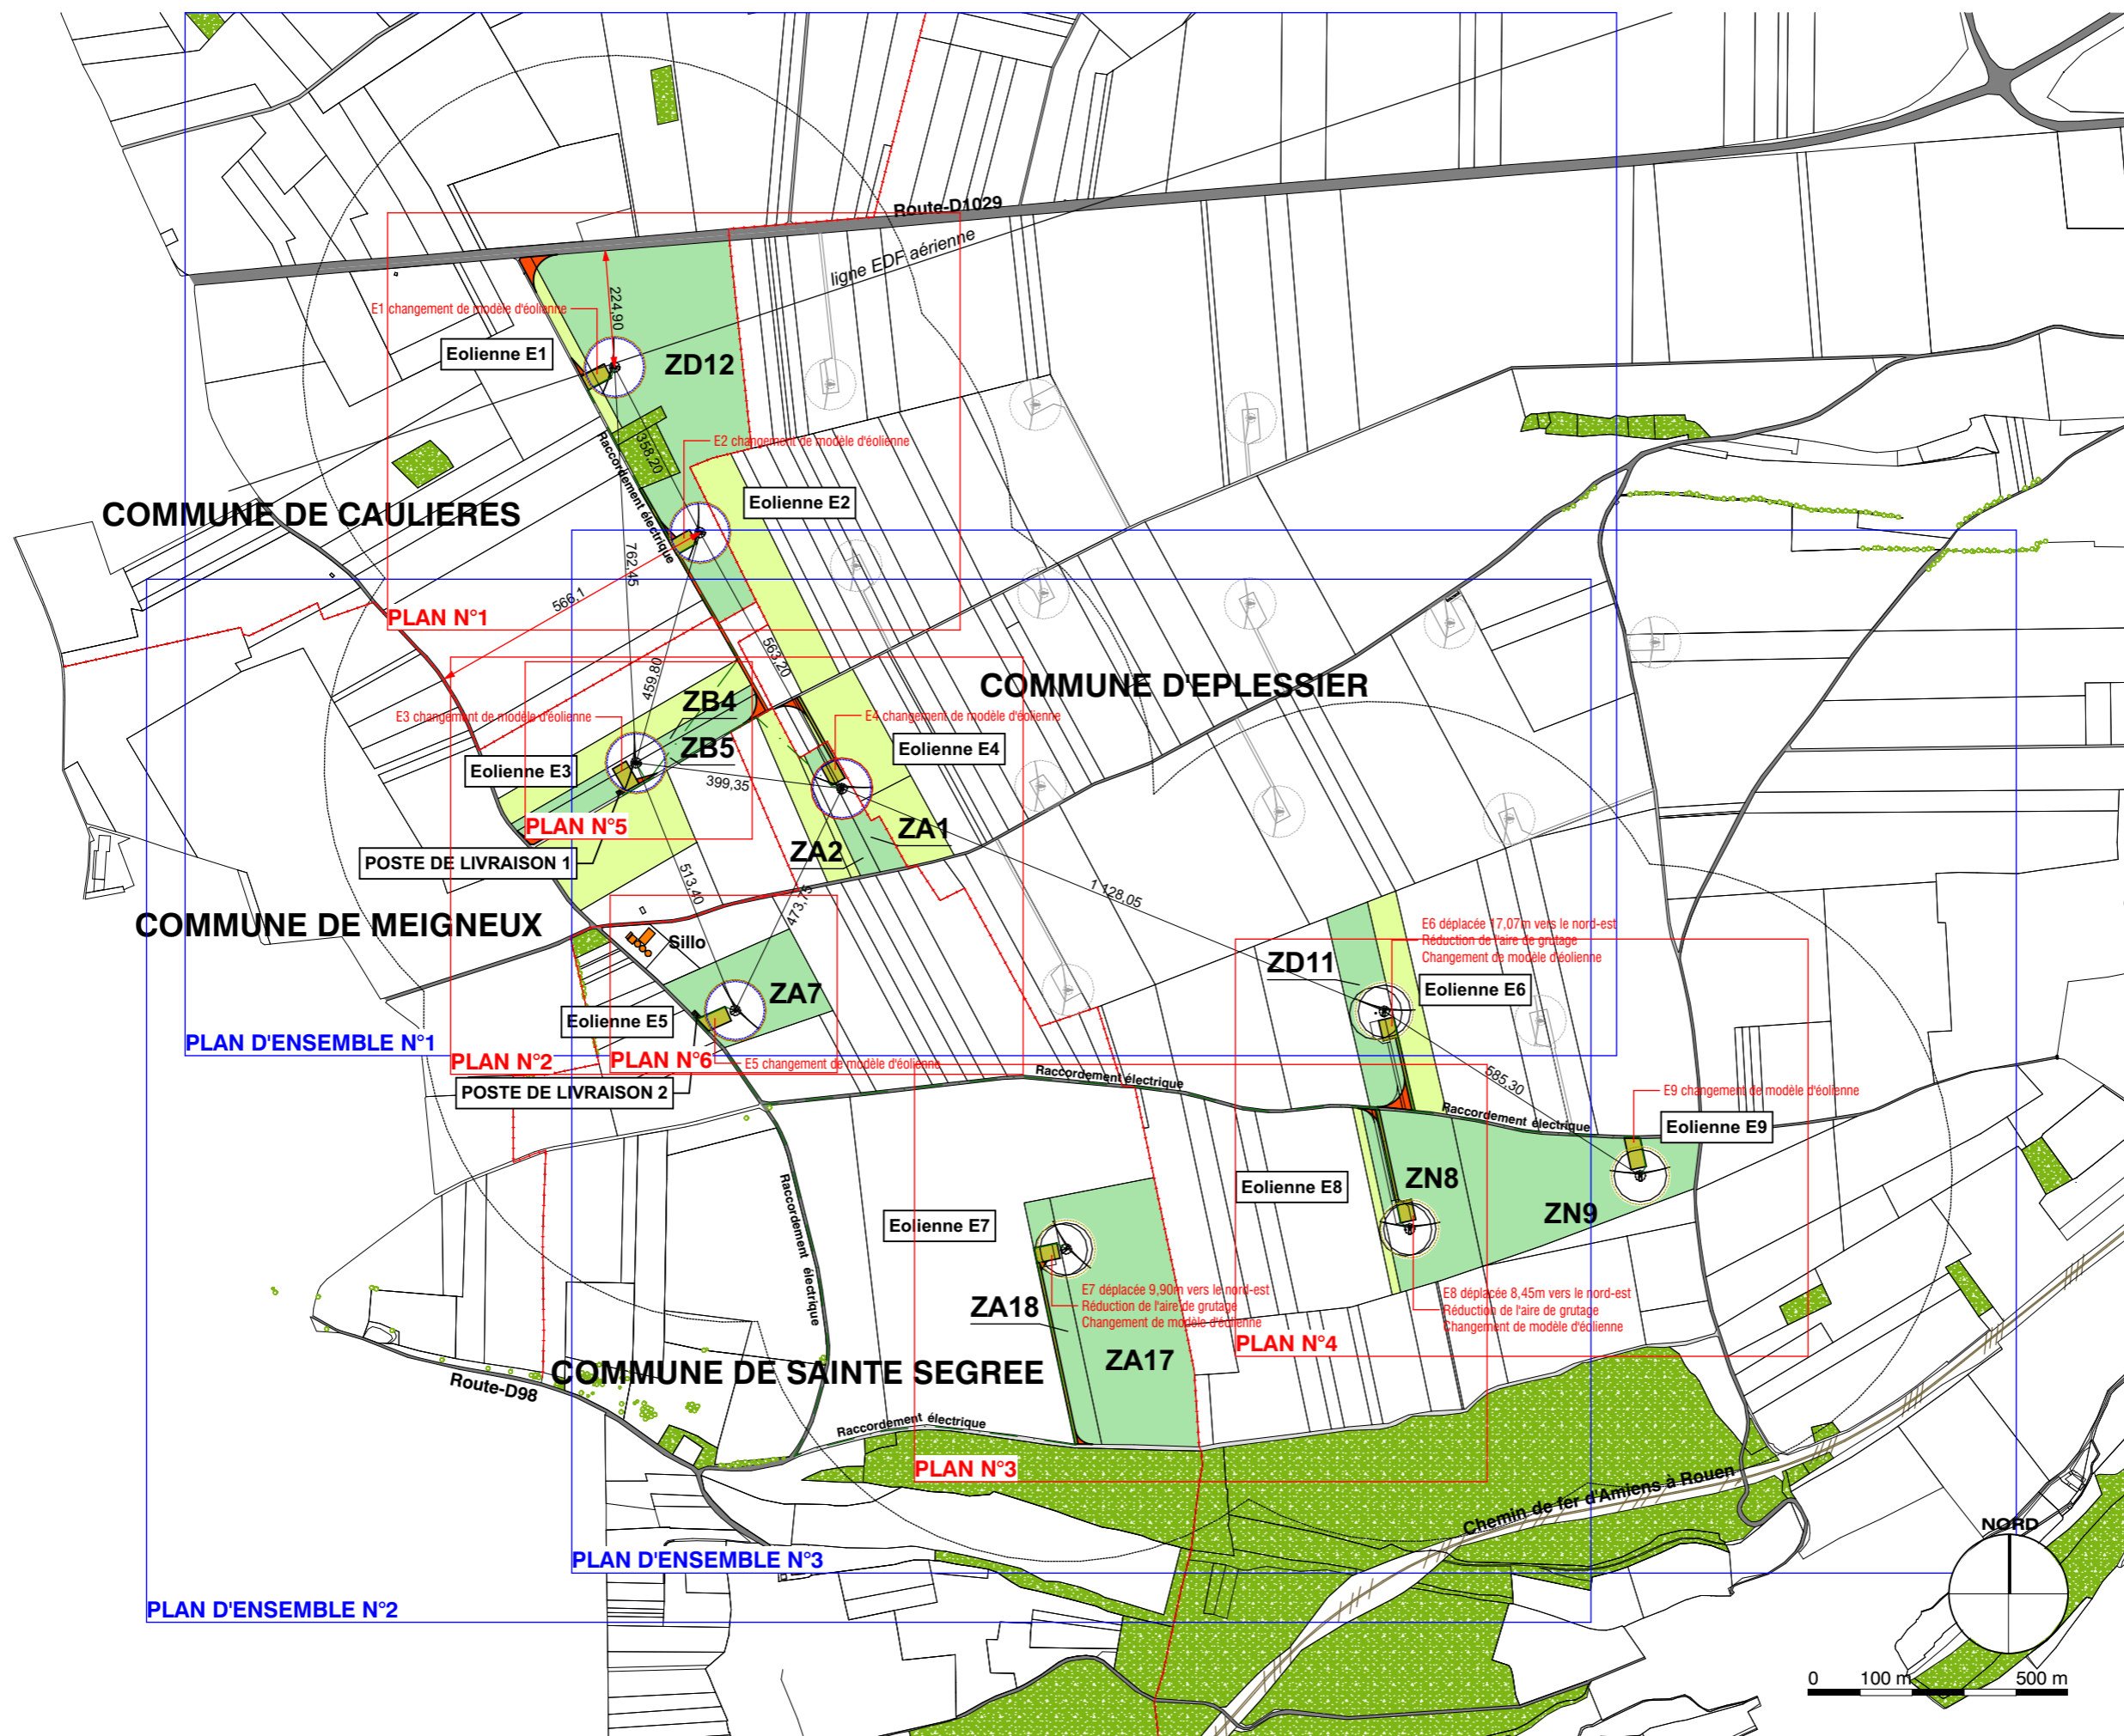 Route-D1029
ligne EDF aérienne
224,90
E1 changement de modèle d'éolienne
Eolienne E1
ZD12
E2 changement de modèle d'éolienne
358,20
Raccordement électrique
Eolienne E2
COMMUNE DE CAULIERES
762,45
566,1
PLAN N°1
563,20
459,80
COMMUNE D'EPLESSIER
ZB4
E3 changement de modèle d'éolienne
E4 changement de modèle d'éolienne
ZB5
Eolienne E4
Eolienne E3
399,35
PLAN N°5
ZA1
ZA2
POSTE DE LIVRAISON 1
513,40
1 128,05
473,75
COMMUNE DE MEIGNEUX
Sillo
E6 déplacée 17,07m vers le nord-est
Réduction de l'aire de grutage
Changement de modèle d'éolienne
ZD11
Eolienne E6
ZA7
Eolienne E5
PLAN D'ENSEMBLE N°1
PLAN N°2
PLAN N°6
E5 changement de modèle d'éolienne
Raccordement électrique
585,30
POSTE DE LIVRAISON 2
E9 changement de modèle d'éolienne
Raccordement électrique
Eolienne E9
Raccordement électrique
Eolienne E8
ZN8
ZN9
Eolienne E7
E7 déplacée 9,90m vers le nord-est
Réduction de l'aire de grutage
Changement de modèle d'éolienne
E8 déplacée 8,45m vers le nord-est
Réduction de l'aire de grutage
Changement de modèle d'éolienne
ZA18
PLAN N°4
ZA17
COMMUNE DE SAINTE SEGREE
Route-D98
Raccordement électrique
PLAN N°3
Chemin de fer d'Amiens à Rouen
NORD
PLAN D'ENSEMBLE N°3
PLAN D'ENSEMBLE N°2
0 100 m 500 m